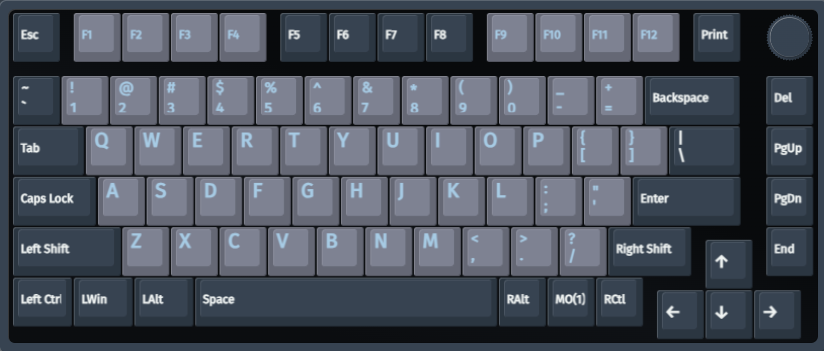 Esc F1 F2 F3 F4 F5 F6 F7 F8 F9 F10 F11 F12 Print
~ ! @ # $ % ^ & * ( ) _ +
` 1 2 3 4 5 6 7 8 9 0 - = Backspace Del
Tab Q W E R T Y U I O P { } | PgUp
[ ] \
Caps Lock A S D F G H J K L : " Enter PgDn
; '
Left Shift Z X C V B N M < > ? Right Shift End
, . /
↑
Left Ctrl LWin LAlt Space RAlt MO(1) RCtl
← ↓ →